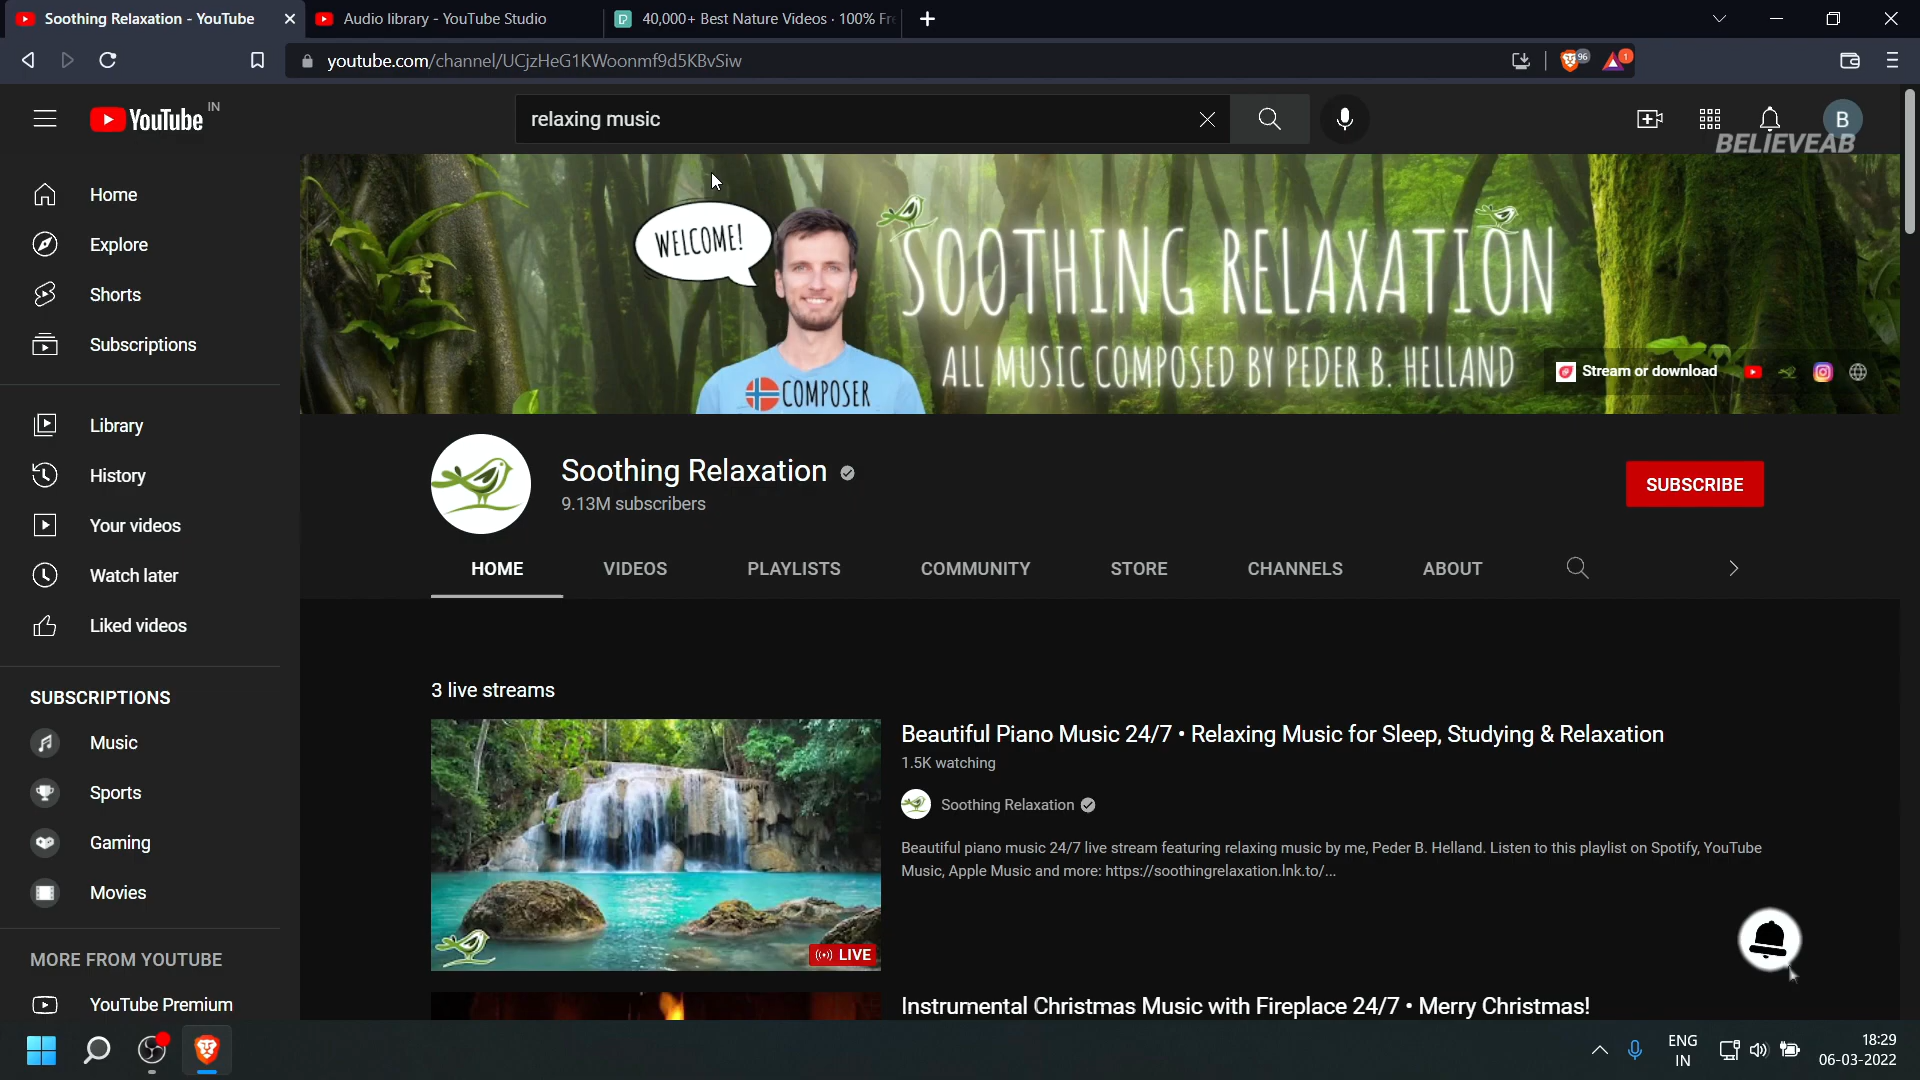 Soothing Relaxation - YouTube
Audio library - YouTube Studio
40,000+ Best Nature Videos · 100% Fre
youtube.com/channel/UCjzHeG1KWoonmf9d5KBvSiw
96
1
YouTube IN
relaxing music
B
BELIEVEAB
Home
Explore
Shorts
Subscriptions
Library
History
Your videos
Watch later
Liked videos
SUBSCRIPTIONS
Music
Sports
Gaming
Movies
MORE FROM YOUTUBE
YouTube Premium
WELCOME!
COMPOSER
SOOTHING RELAXATION
ALL MUSIC COMPOSED BY PEDER B. HELLAND
Stream or download
Soothing Relaxation
9.13M subscribers
SUBSCRIBE
HOME VIDEOS PLAYLISTS COMMUNITY STORE CHANNELS ABOUT
3 live streams
LIVE
Beautiful Piano Music 24/7 • Relaxing Music for Sleep, Studying & Relaxation
1.5K watching
Soothing Relaxation
Beautiful piano music 24/7 live stream featuring relaxing music by me, Peder B. Helland. Listen to this playlist on Spotify, YouTube
Music, Apple Music and more: https://soothingrelaxation.lnk.to/...
Instrumental Christmas Music with Fireplace 24/7 • Merry Christmas!
ENG
IN
18:29
06-03-2022